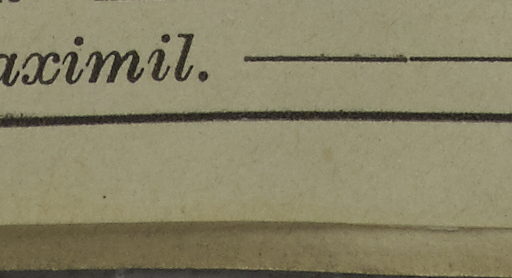 aximil. —— ——